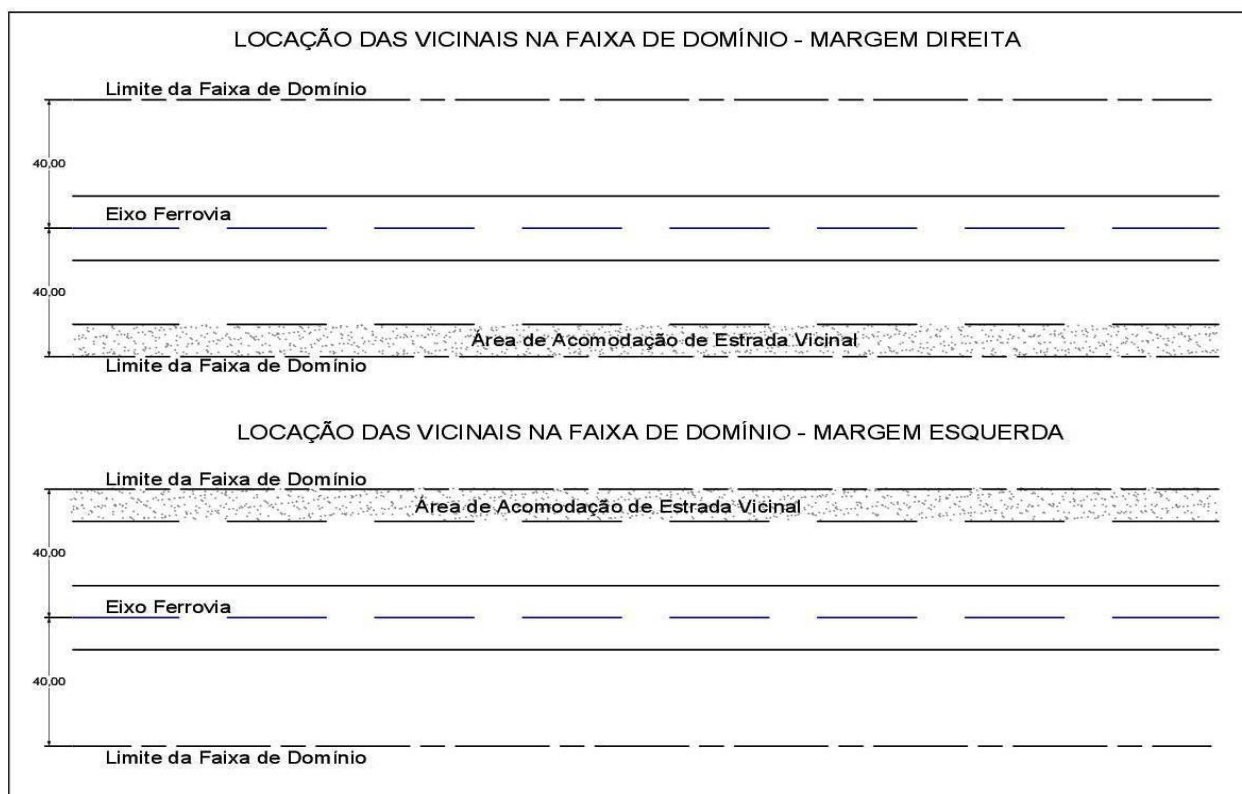 LOCAÇÃO DAS VICINAIS NA FAIXA DE DOMÍNIO - MARGEM DIREITA
Limite da Faixa de Domínio
40,00
Eixo Ferrovia
40,00
Área de Acomodação de Estrada Vicinal
Limite da Faixa de Domínio
LOCAÇÃO DAS VICINAIS NA FAIXA DE DOMÍNIO - MARGEM ESQUERDA
Limite da Faixa de Domínio
Área de Acomodação de Estrada Vicinal
40,00
Eixo Ferrovia
40,00
Limite da Faixa de Domínio